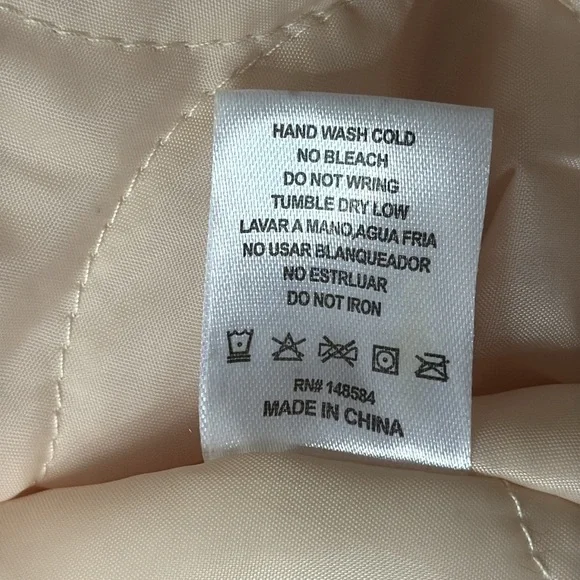 HAND WASH COLD
NO BLEACH
DO NOT WRING
TUMBLE DRY LOW
LAVAR A MANO,AGUA FRIA
NO USAR BLANQUEADOR
NO ESTRLUAR
DO NOT IRON
RN# 148584
MADE IN CHINA